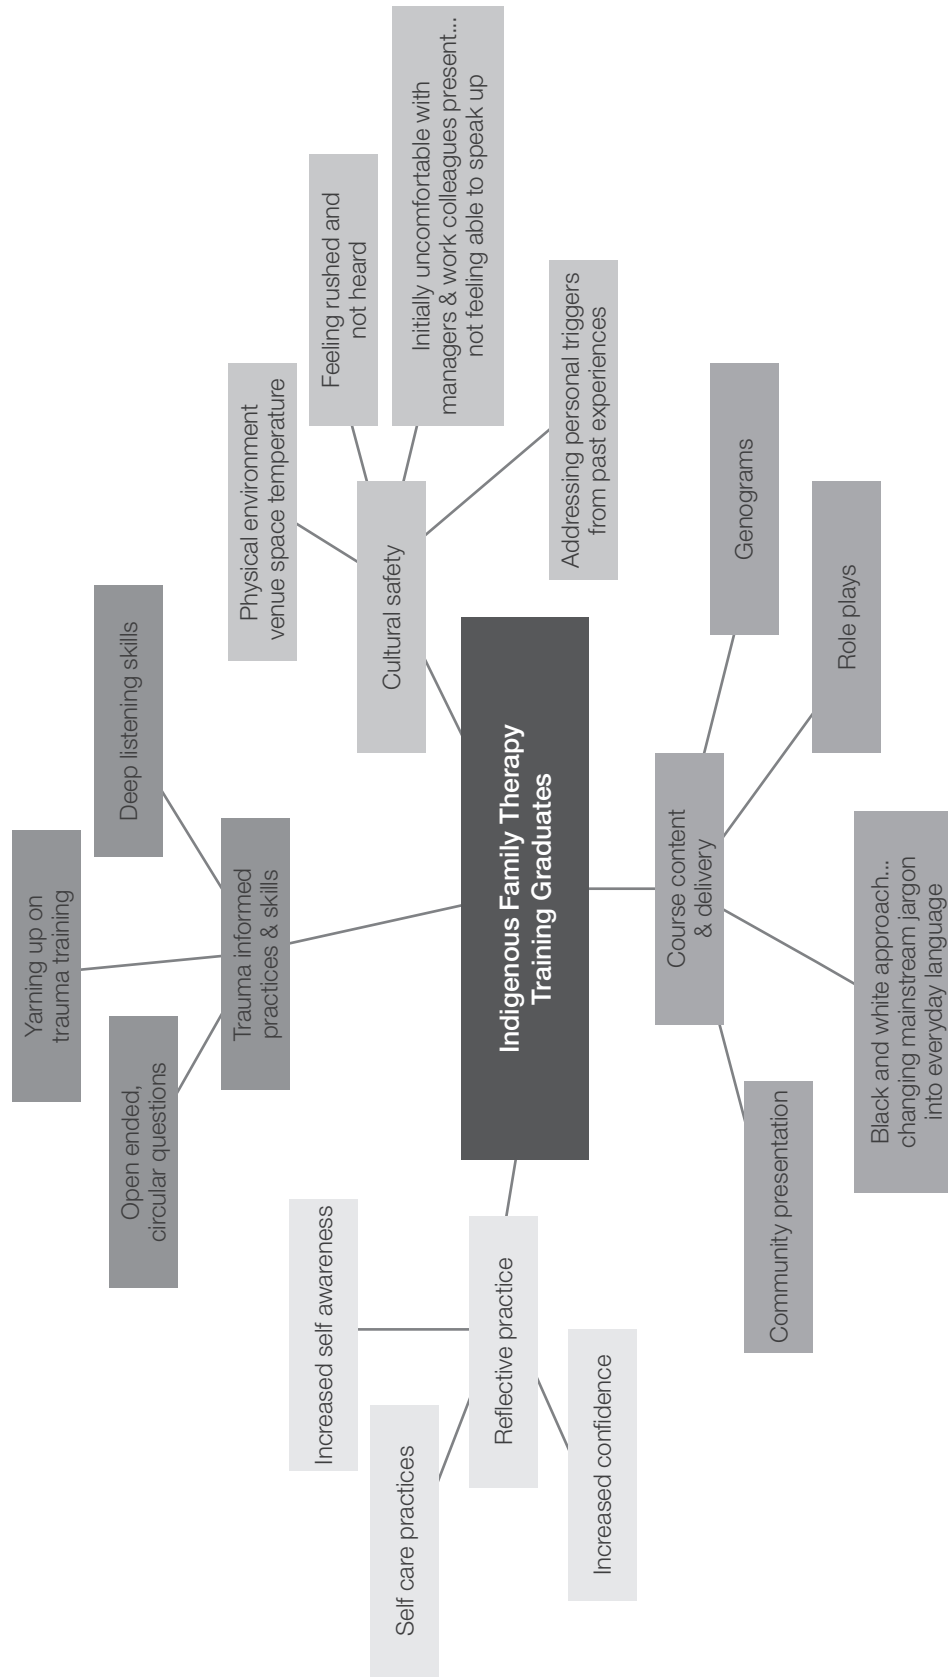 Yarning up on
trauma training
Open ended,
circular questions
Deep listening skills
Trauma informed
practices & skills
Physical environment
venue space temperature
Feeling rushed and
not heard
Initially uncomfortable with
managers & work colleagues present...
not feeling able to speak up
Cultural safety
Addressing personal triggers
from past experiences
Increased self awareness
Self care practices
Reflective practice
Increased confidence
Indigenous Family Therapy
Training Graduates
Course content
& delivery
Genograms
Community presentation
Role plays
Black and white approach...
changing mainstream jargon
into everyday language